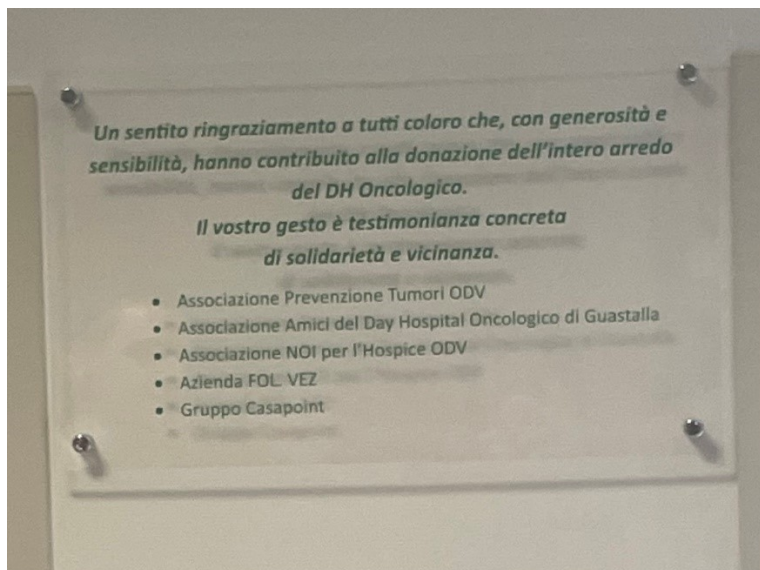 Un sentito ringraziamento a tutti coloro che, con generosità e
sensibilità, hanno contribuito alla donazione dell'intero arredo
del DH Oncologico.
Il vostro gesto è testimonianza concreta
di solidarietà e vicinanza.
• Associazione Prevenzione Tumori ODV
• Associazione Amici del Day Hospital Oncologico di Guastalla
• Associazione NOI per l'Hospice ODV
• Azienda FOL. VEZ
• Gruppo Casapoint